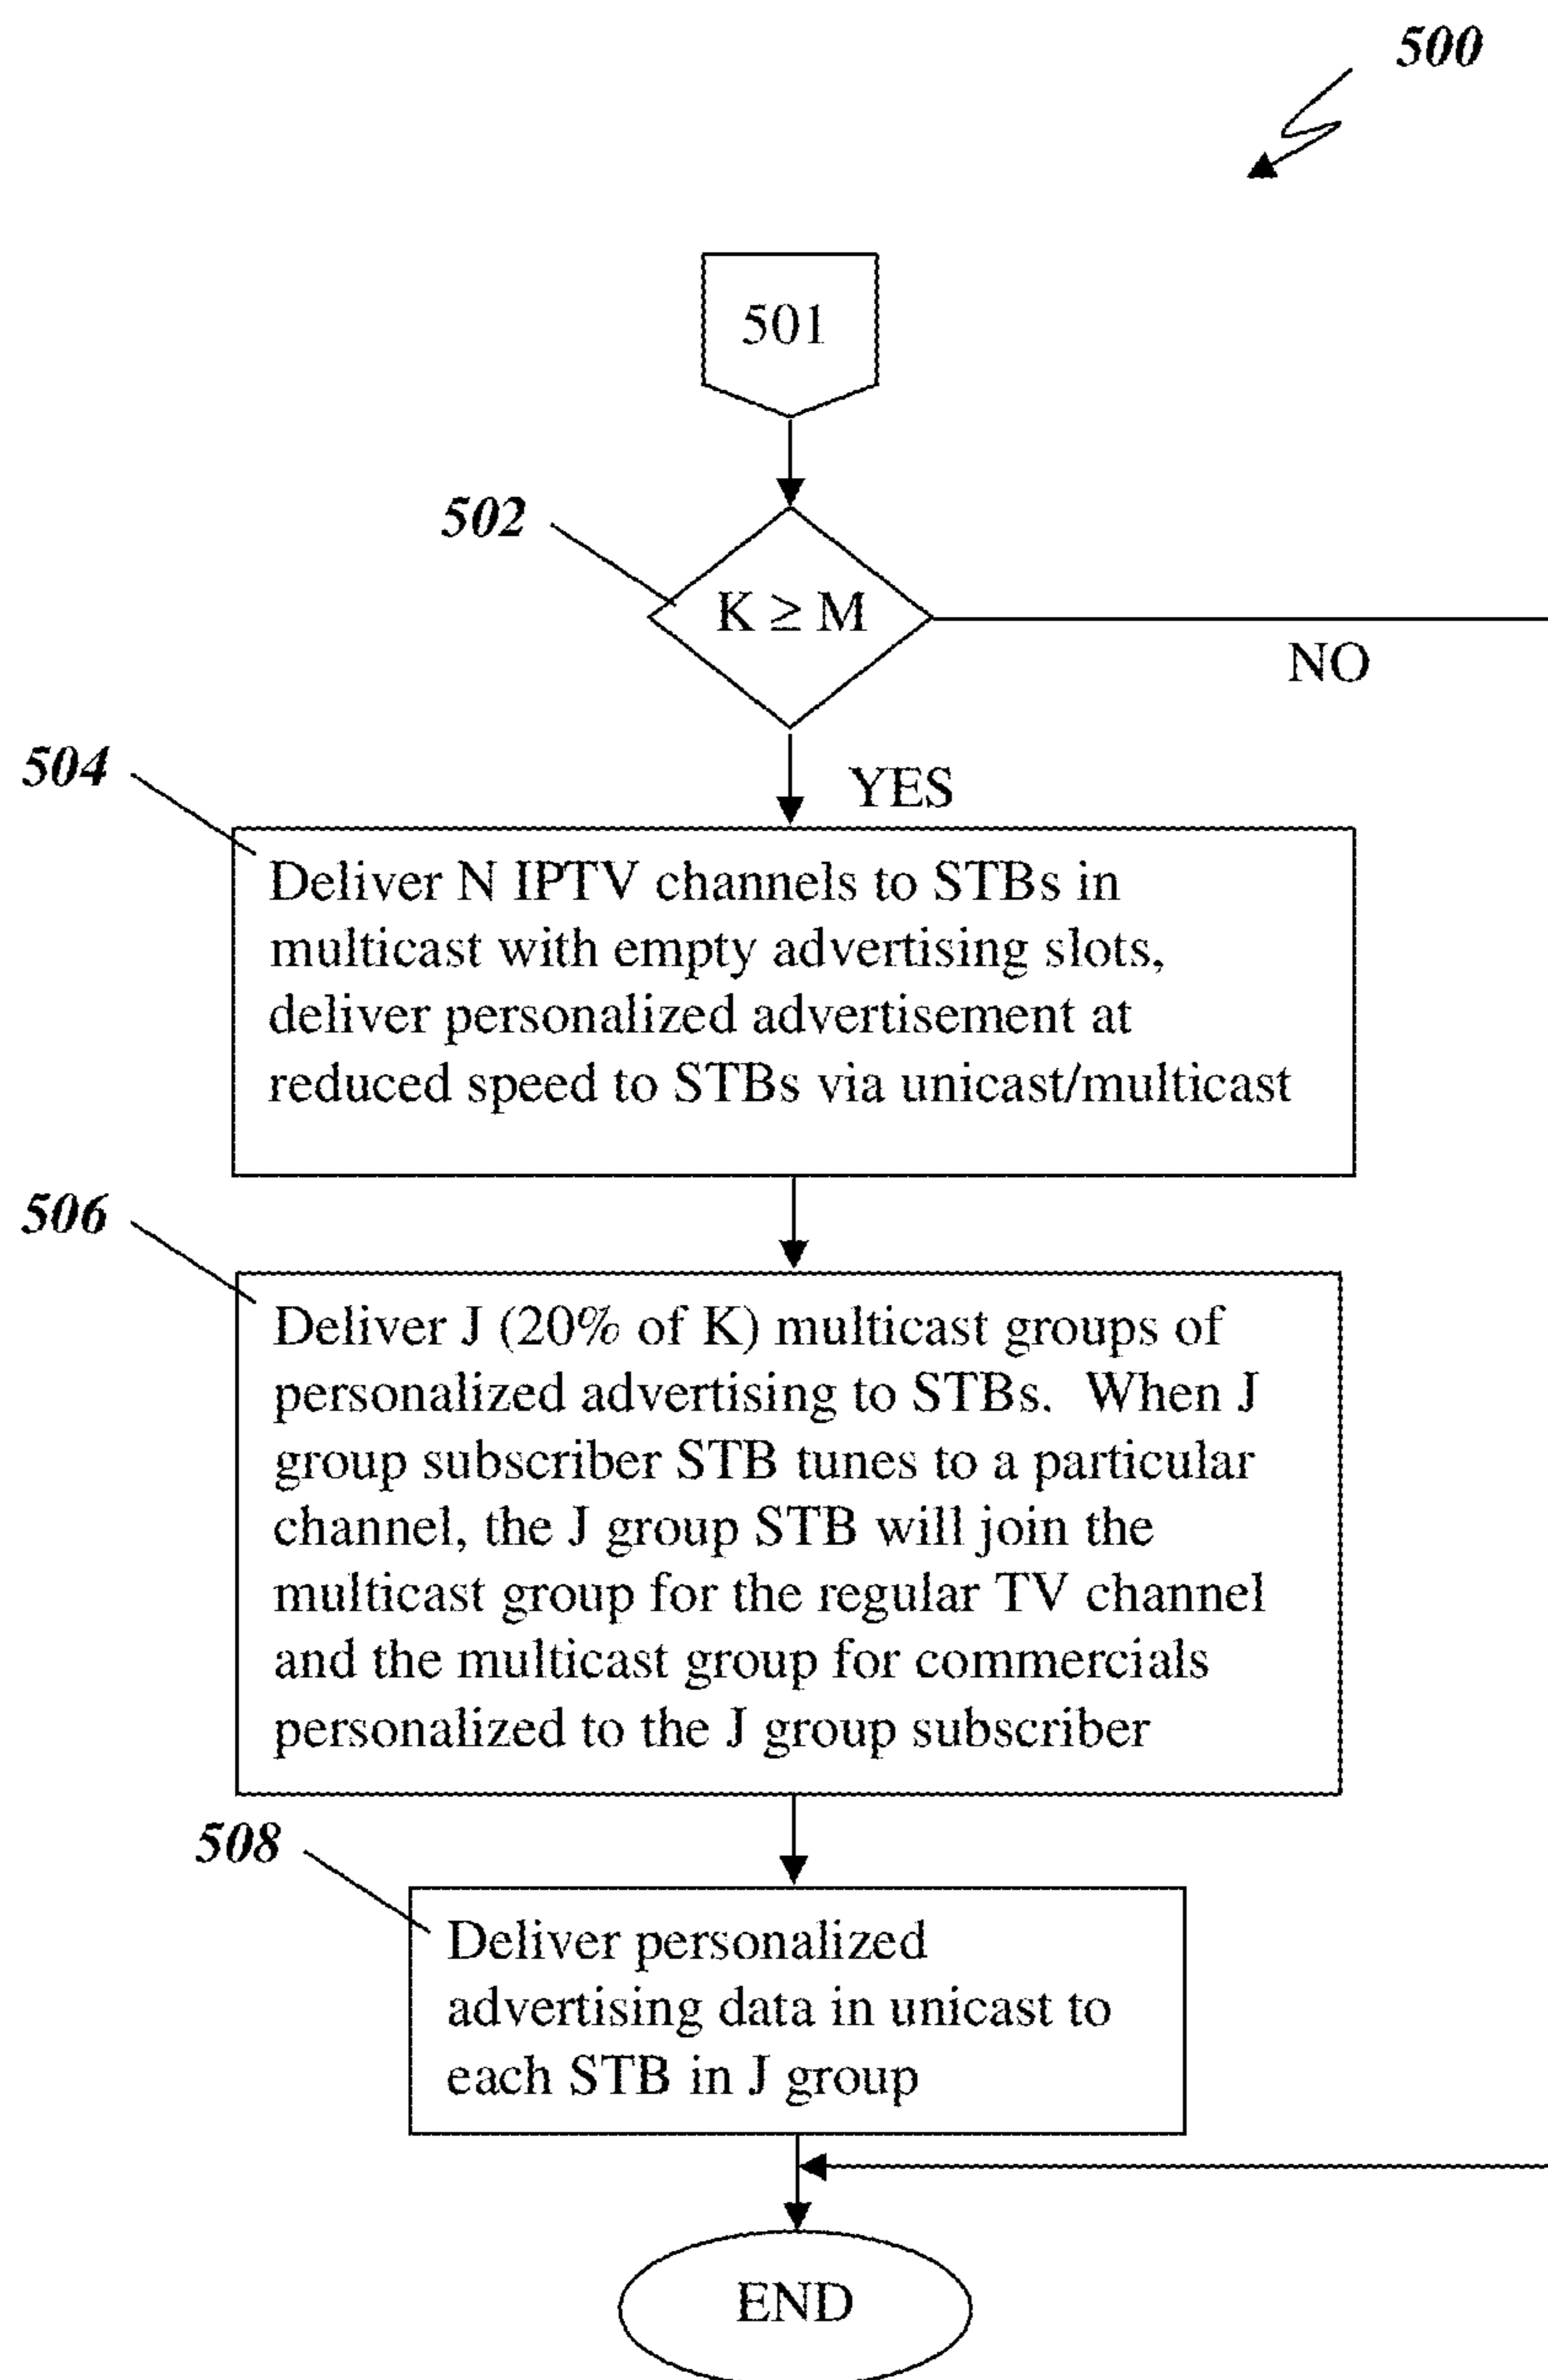 500
501
502
K ≥ M
NO
504
YES
Deliver N IPTV channels to STBs in
multicast with empty advertising slots,
deliver personalized advertisement at
reduced speed to STBs via unicast/multicast
506
Deliver J (20% of K) multicast groups of
personalized advertising to STBs.  When J
group subscriber STB tunes to a particular
channel, the J group STB will join the
multicast group for the regular TV channel
and the multicast group for commercials
personalized to the J group subscriber
508
Deliver personalized
advertising data in unicast to
each STB in J group
END